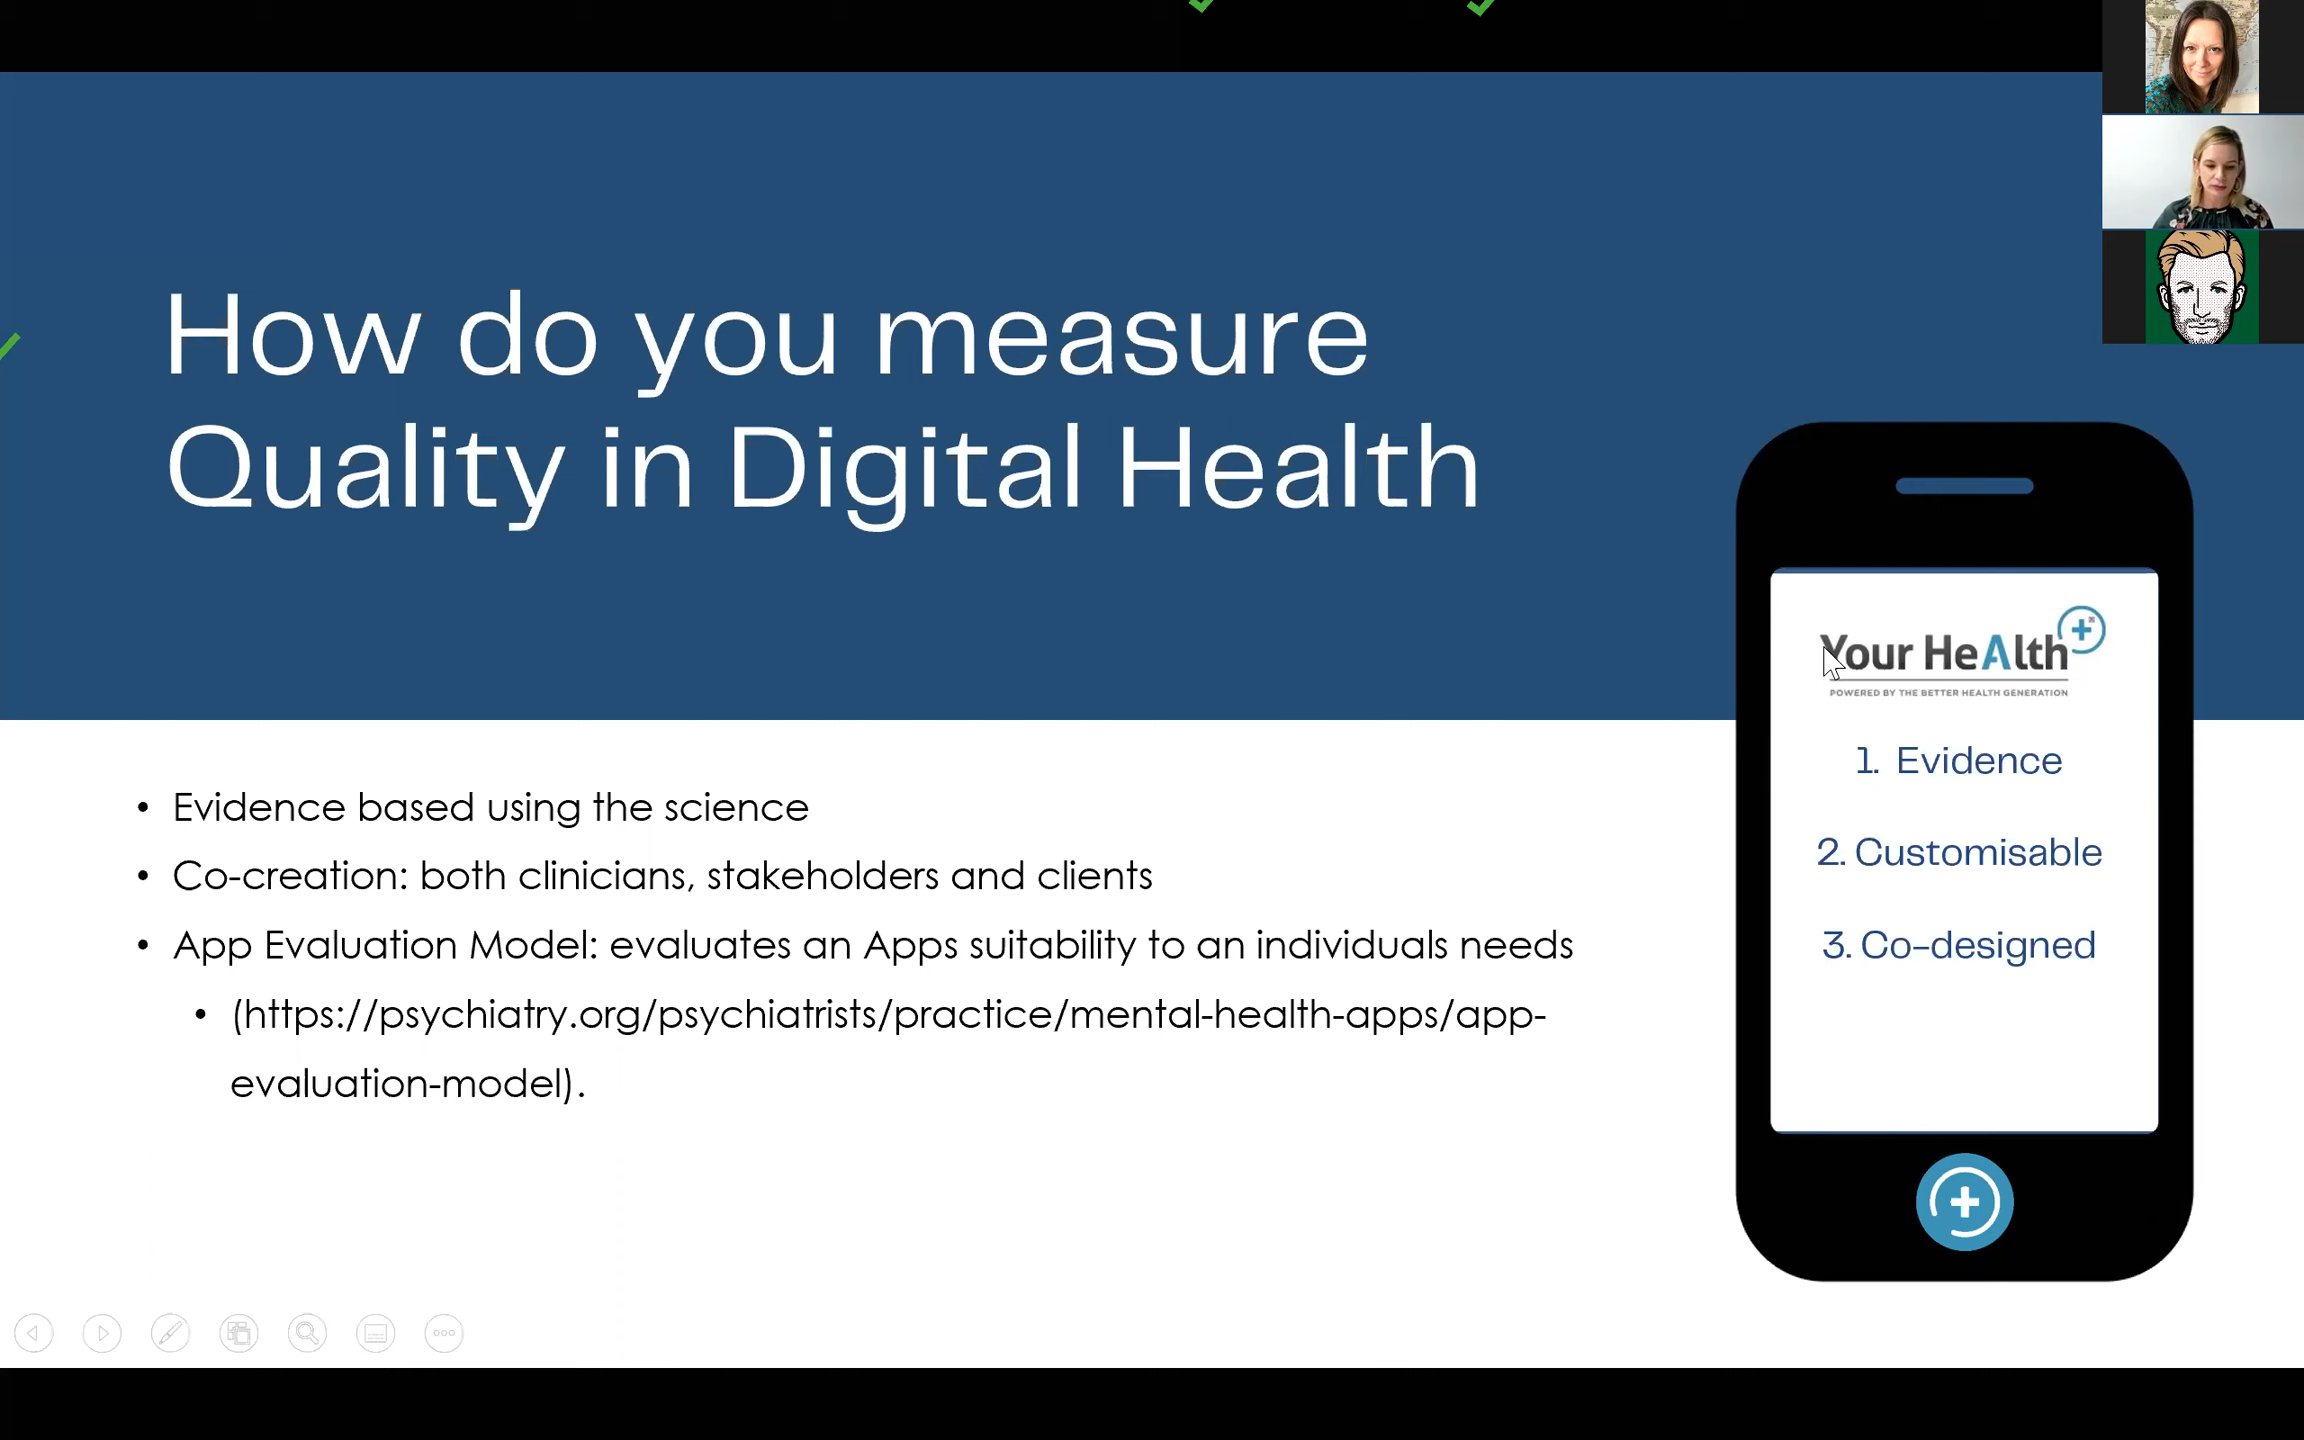 How do you measure
Quality in Digital Health
• Evidence based using the science
• Co-creation: both clinicians, stakeholders and clients
• App Evaluation Model: evaluates an Apps suitability to an individuals needs
• (https://psychiatry.org/psychiatrists/practice/mental-health-apps/app-
evaluation-model).
Your HeAlth
POWERED BY THE BETTER HEALTH GENERATION
1. Evidence
2. Customisable
3. Co-designed